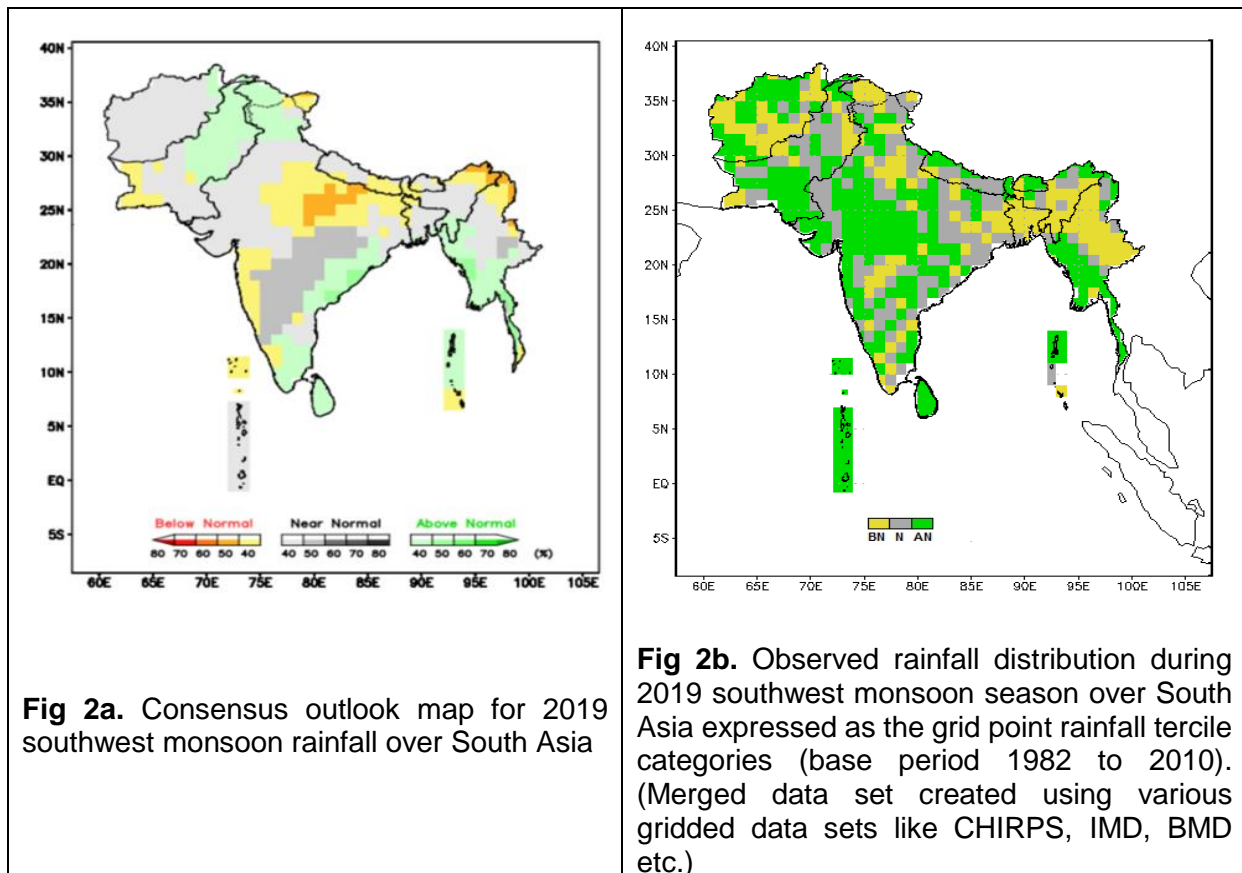 40N
35N
30N
25N
20N
15N
10N
5N
EQ
5S
Below Normal Near Normal Above Normal
80 70 60 50 40 40 50 60 70 80 40 50 60 70 80 (%)
60E 65E 70E 75E 80E 85E 90E 95E 100E 105E
Fig 2a. Consensus outlook map for 2019
southwest monsoon rainfall over South
Asia
40N
35N
30N
25N
20N
15N
10N
5N
EQ
5S
BN N AN
60E 65E 70E 75E 80E 85E 90E 95E 100E 105E
Fig 2b. Observed rainfall distribution during
2019 southwest monsoon season over South
Asia expressed as the grid point rainfall tercile
categories (base period 1982 to 2010).
(Merged data set created using various
gridded data sets like CHIRPS, IMD, BMD
etc.)